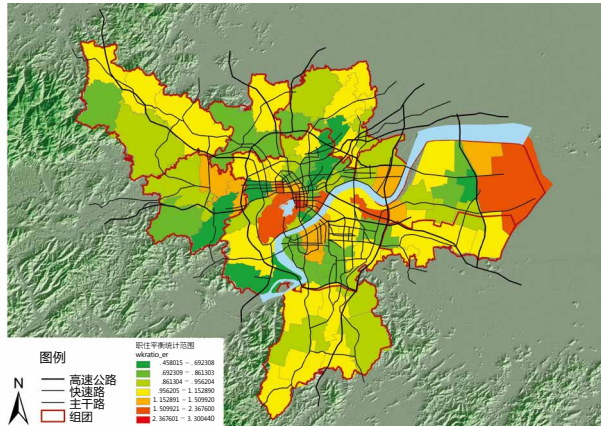 图例
高速公路
快速路
主干路
组团
N
职住平衡统计范围
wkratio_er
.458015 - .692308
.692309 - .861303
.861304 - .956204
.956205 - 1.152890
1.152891 - 1.509920
1.509921 - 2.367600
2.367601 - 3.300440